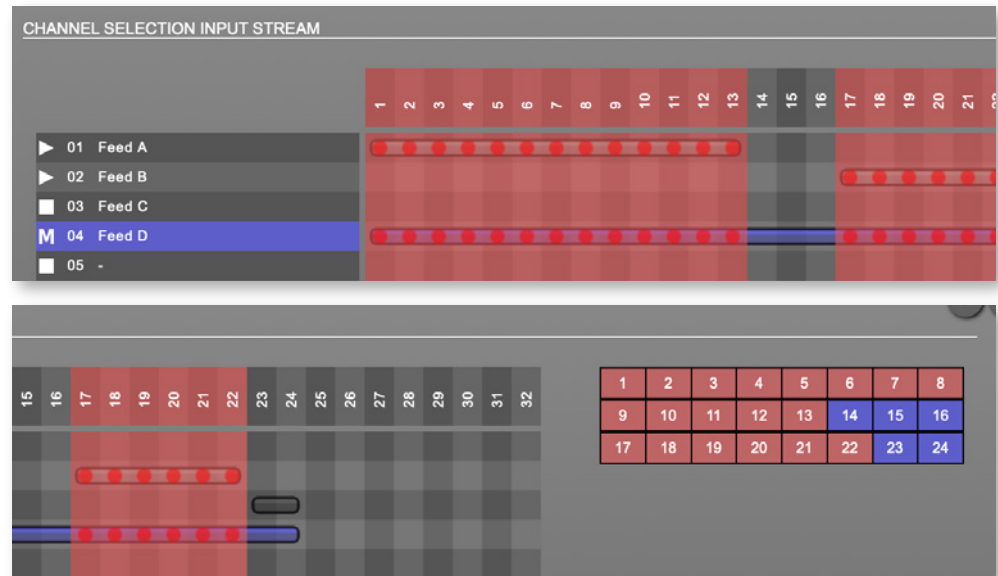 CHANNEL SELECTION INPUT STREAM
1 2 3 4 5 6 7 8 9 10 11 12 13 14 15 16 17 18 19 20 21
01 Feed A
02 Feed B
03 Feed C
M 04 Feed D
05 -
15 16 17 18 19 20 21 22 23 24 25 26 27 28 29 30 31 32
1 2 3 4 5 6 7 8
9 10 11 12 13 14 15 16
17 18 19 20 21 22 23 24